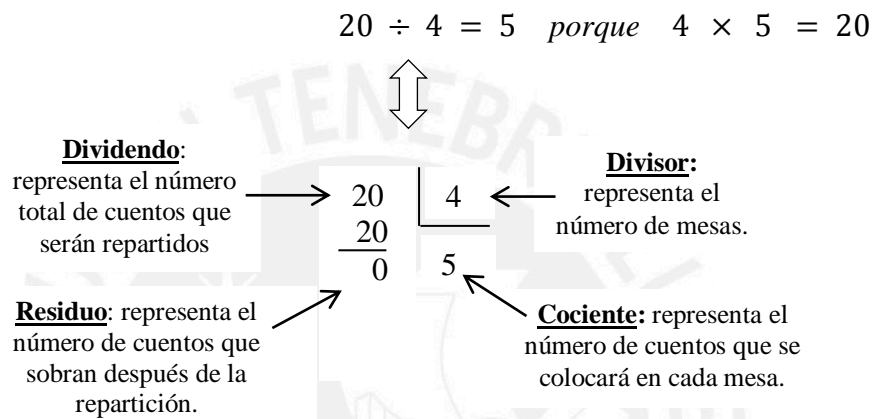 20 ÷ 4 = 5 porque 4 × 5 = 20
TENEBR
Dividendo:
representa el número
total de cuentos que
serán repartidos
20 4
20
0 5
Divisor:
representa el
número de mesas.
Residuo: representa el
número de cuentos que
sobran después de la
repartición.
Cociente: representa el
número de cuentos que se
colocará en cada mesa.